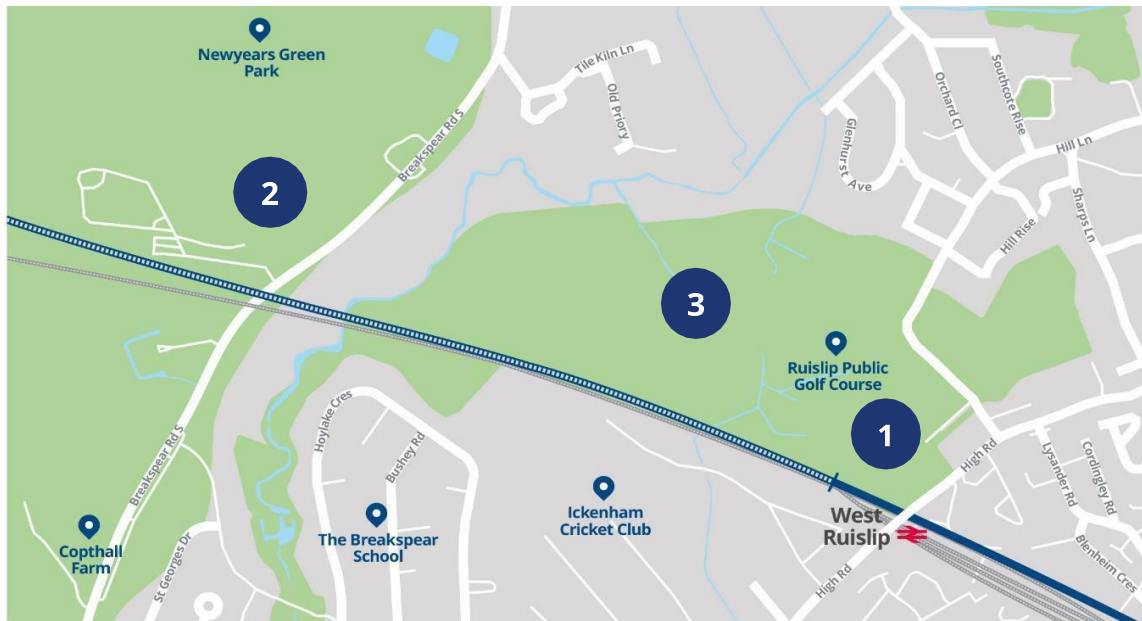 Newyears Green
Park
Tile Kiln Ln
Old Priory
Breakspear Rd S
Southcote Rise
Orchard Cl
Glenhurst Ave
Hill Ln
Sharps Ln
Hill Rise
2
3
Ruislip Public
Golf Course
1
Hoylake Cres
Bushey Rd
Breakspear Rd S
High Rd
Lysander Rd
Cordingley Rd
Ickenham
Cricket Club
West
Ruislip
The Breakspear
School
Copthall
Farm
St Georges Dr
High Rd
Blenheim Cres